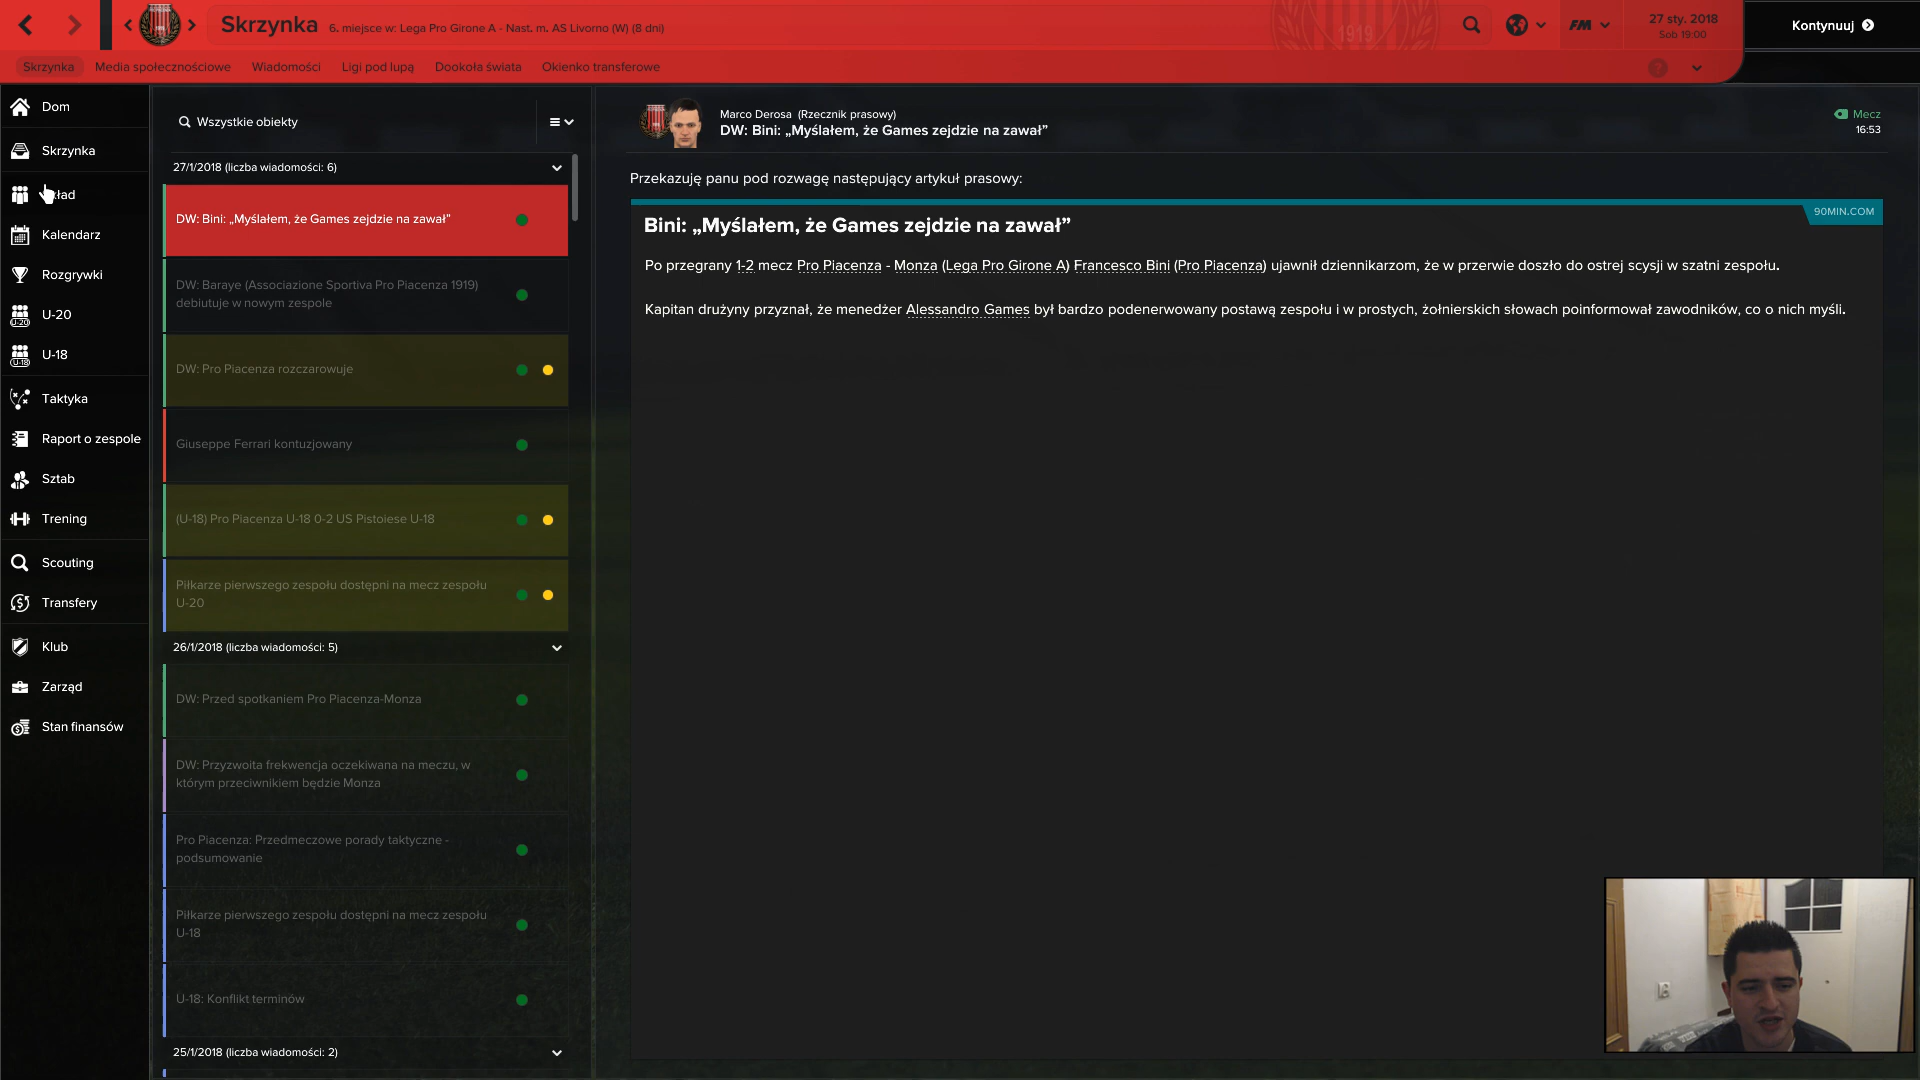 Skrzynka
6. miejsce w: Lega Pro Girone A - Nast. m. AS Livorno (W) (8 dni)
1919
FM
27 sty. 2018
Sob 19:00
Kontynuuj
Skrzynka
Media społecznościowe
Wiadomości
Ligi pod lupą
Dookoła świata
Okienko transferowe
?
Dom
Skrzynka
kład
Kalendarz
Rozgrywki
U-20
U-18
Taktyka
Raport o zespole
Sztab
Trening
Scouting
Transfery
Klub
Zarząd
Stan finansów
Wszystkie obiekty
27/1/2018 (liczba wiadomości: 6)
DW: Bini: „Myślałem, że Games zejdzie na zawał”
DW: Baraye (Associazione Sportiva Pro Piacenza 1919)
debiutuje w nowym zespole
DW: Pro Piacenza rozczarowuje
Giuseppe Ferrari kontuzjowany
(U-18) Pro Piacenza U-18 0-2 US Pistoiese U-18
Piłkarze pierwszego zespołu dostępni na mecz zespołu
U-20
26/1/2018 (liczba wiadomości: 5)
DW: Przed spotkaniem Pro Piacenza-Monza
DW: Przyzwoita frekwencja oczekiwana na meczu, w
którym przeciwnikiem będzie Monza
Pro Piacenza: Przedmeczowe porady taktyczne -
podsumowanie
Piłkarze pierwszego zespołu dostępni na mecz zespołu
U-18
U-18: Konflikt terminów
25/1/2018 (liczba wiadomości: 2)
Marco Derosa (Rzecznik prasowy)
DW: Bini: „Myślałem, że Games zejdzie na zawał”
Mecz
16:53
Przekazuję panu pod rozwagę następujący artykuł prasowy:
90MIN.COM
Bini: „Myślałem, że Games zejdzie na zawał”
Po przegrany 1-2 mecz Pro Piacenza - Monza (Lega Pro Girone A) Francesco Bini (Pro Piacenza) ujawnił dziennikarzom, że w przerwie doszło do ostrej scysji w szatni zespołu.
Kapitan drużyny przyznał, że menedżer Alessandro Games był bardzo podenerwowany postawą zespołu i w prostych, żołnierskich słowach poinformował zawodników, co o nich myśli.